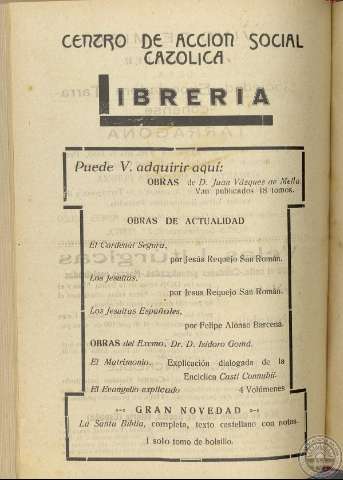 CENTRO DE ACCION SOCIAL
CATOLICA
LIBRERIA
Puede V. adquirir aquí:
OBRAS de D. Juan Vázquez de Mella.
Van publicados 18 tomos.
OBRAS DE ACTUALIDAD
El Cardenal Segura,
por Jesús Requejo San Román.
Los Jesuitas,
por Jesus Requejo San Román.
Los Jesuitas Españoles,
por Felipe Alonso Barcena.
OBRAS del Excmo. Dr. D. Isidoro Gomá.
El Matrimonio. Explicación dialogada de la
Enciclica Casti Connubii.
El Evangelio explicado 4 Volúmenes
GRAN NOVEDAD
La Santa Biblia, completa, texto castellano con notas
1 solo tomo de bolsillo.